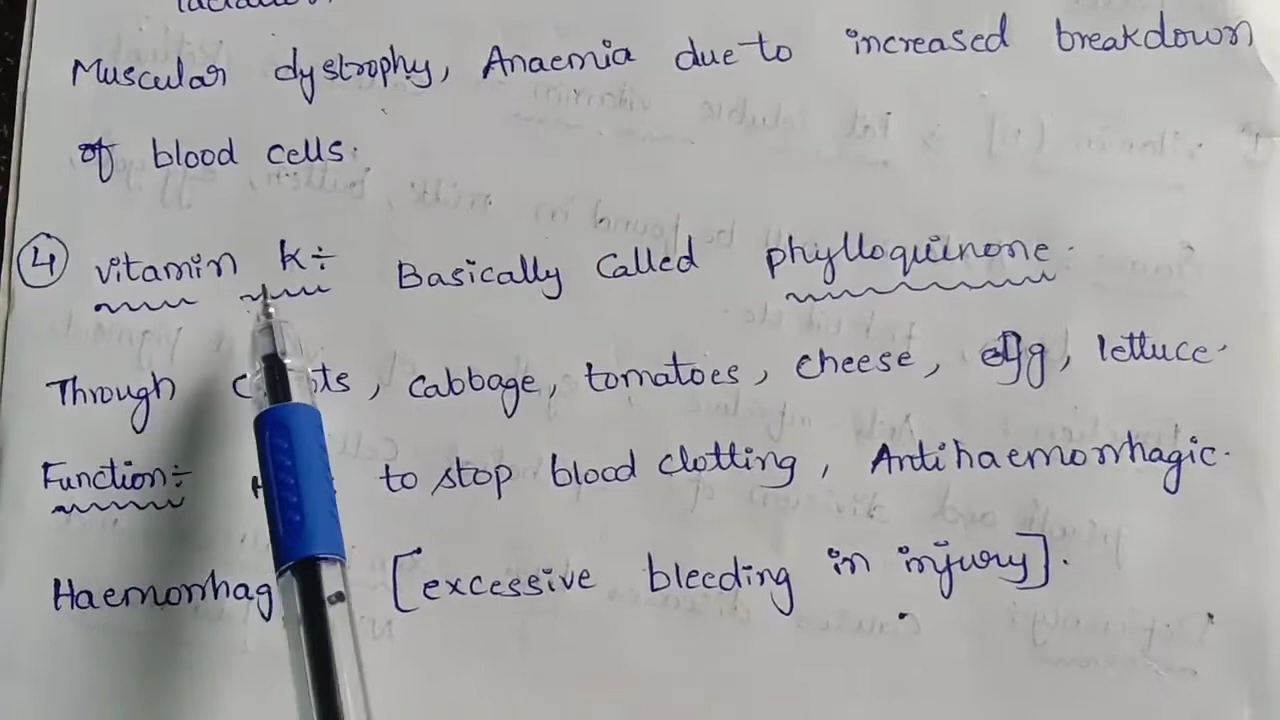 Muscular dystrophy, Anaemia due to increased breakdown
of blood cells.
④ vitamin k÷ Basically called phylloquinone.
Through cabbage, tomatoes, cheese, egg, lettuce.
Function÷ to stop blood clotting, Antihaemorrhagic.
[excessive bleeding in injury].